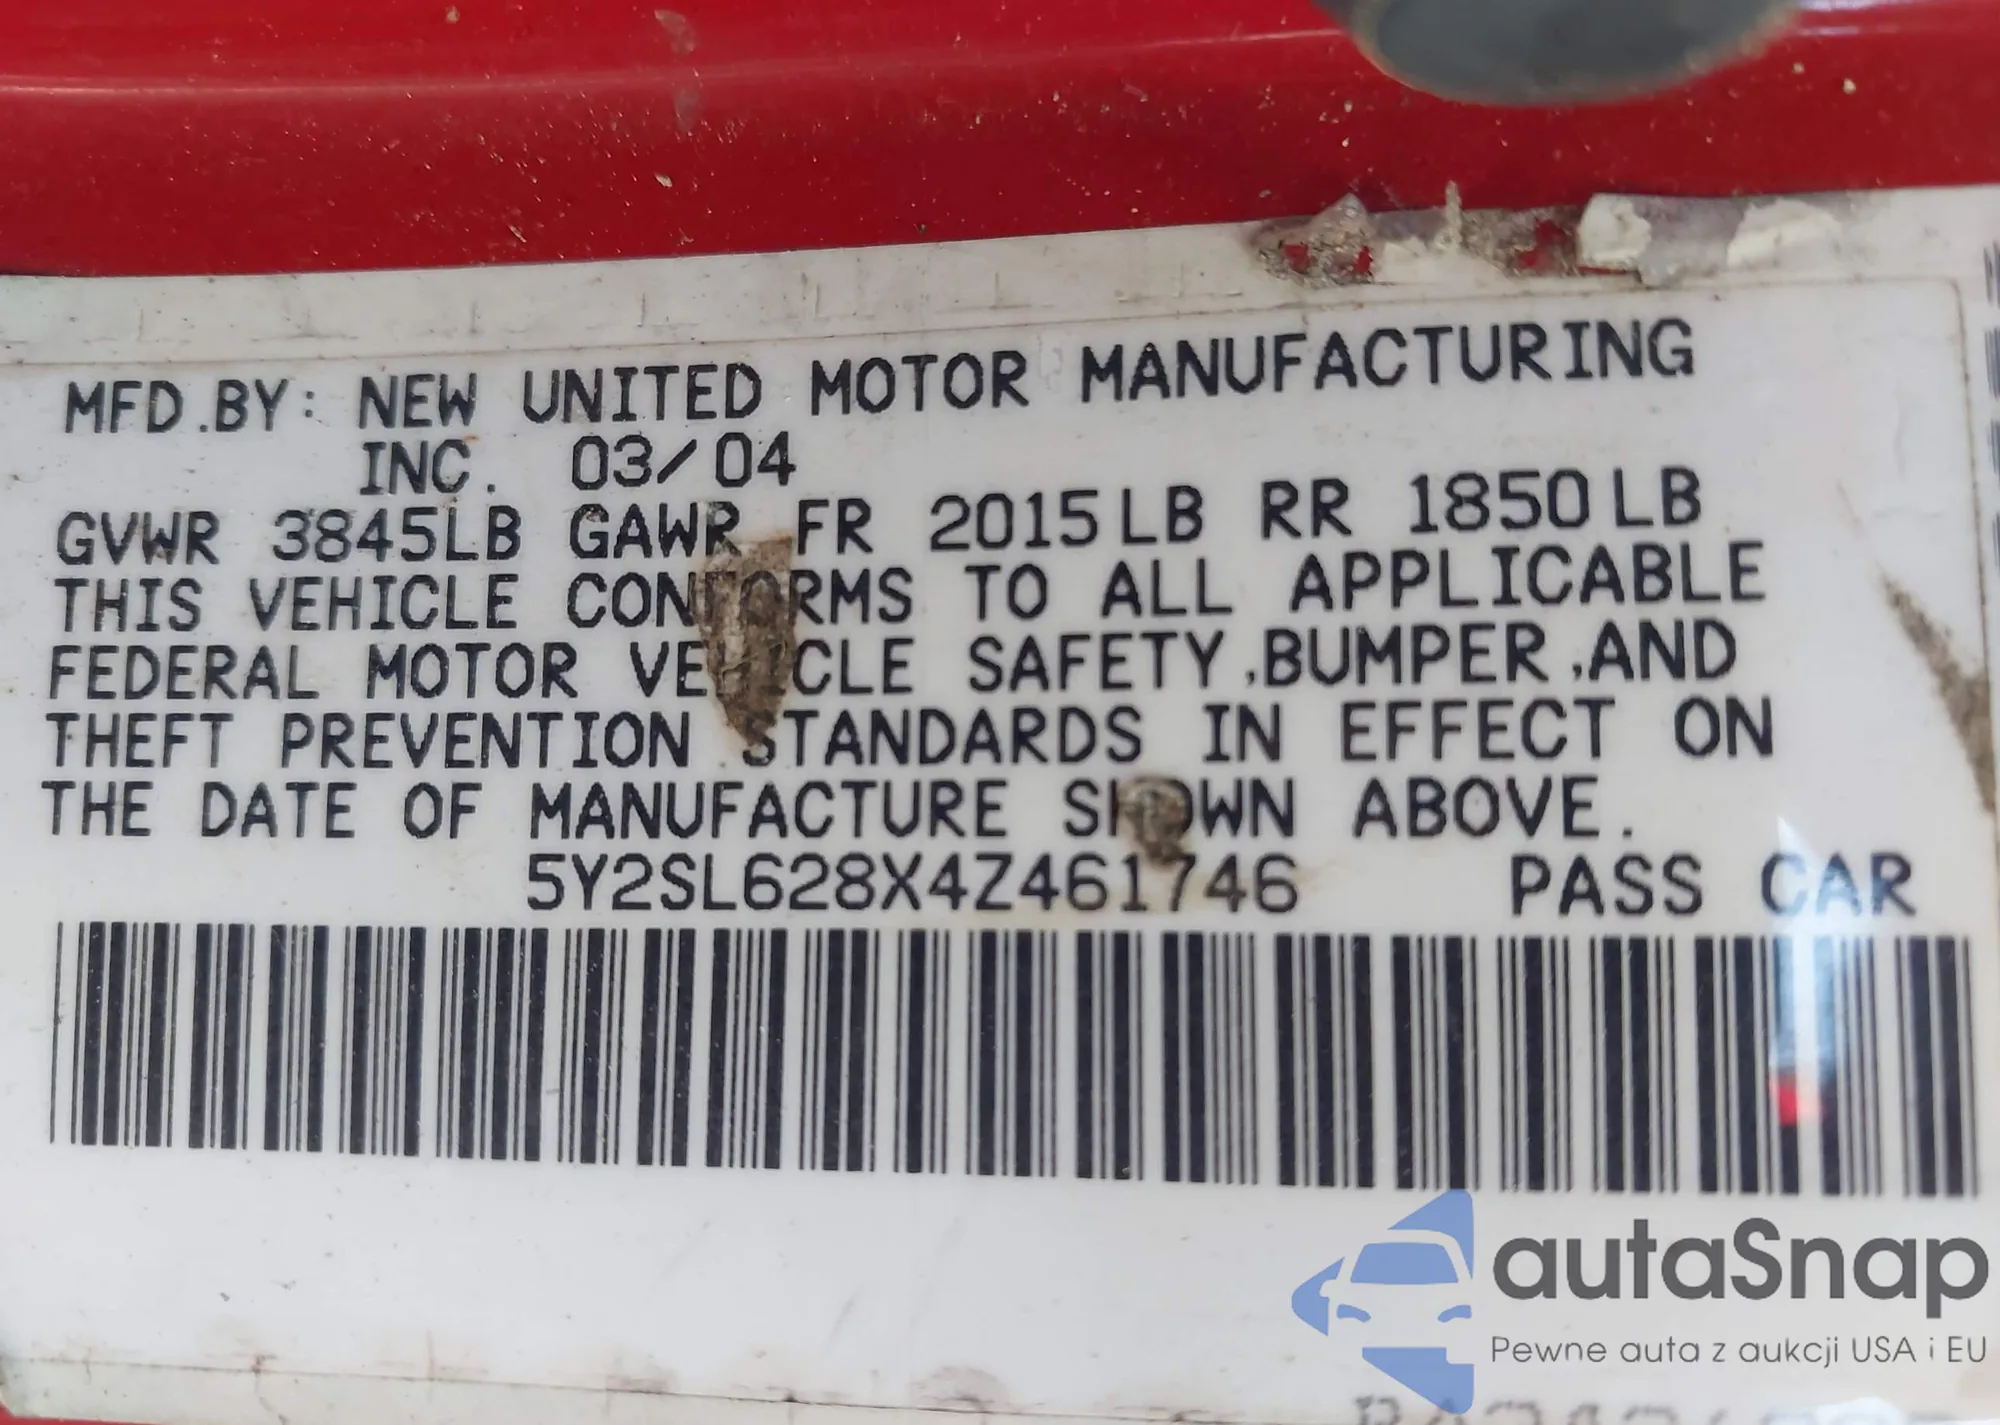 MFD.BY: NEW UNITED MOTOR MANUFACTURING
INC. 03/04
GVWR 3845LB GAWR FR 2015LB RR 1850LB
THIS VEHICLE CONFORMS TO ALL APPLICABLE
FEDERAL MOTOR VEHICLE SAFETY,BUMPER,AND
THEFT PREVENTION STANDARDS IN EFFECT ON
THE DATE OF MANUFACTURE SHOWN ABOVE.
5Y2SL628X4Z461746 PASS CAR
autaSnap
Pewne auta z aukcji USA i EU